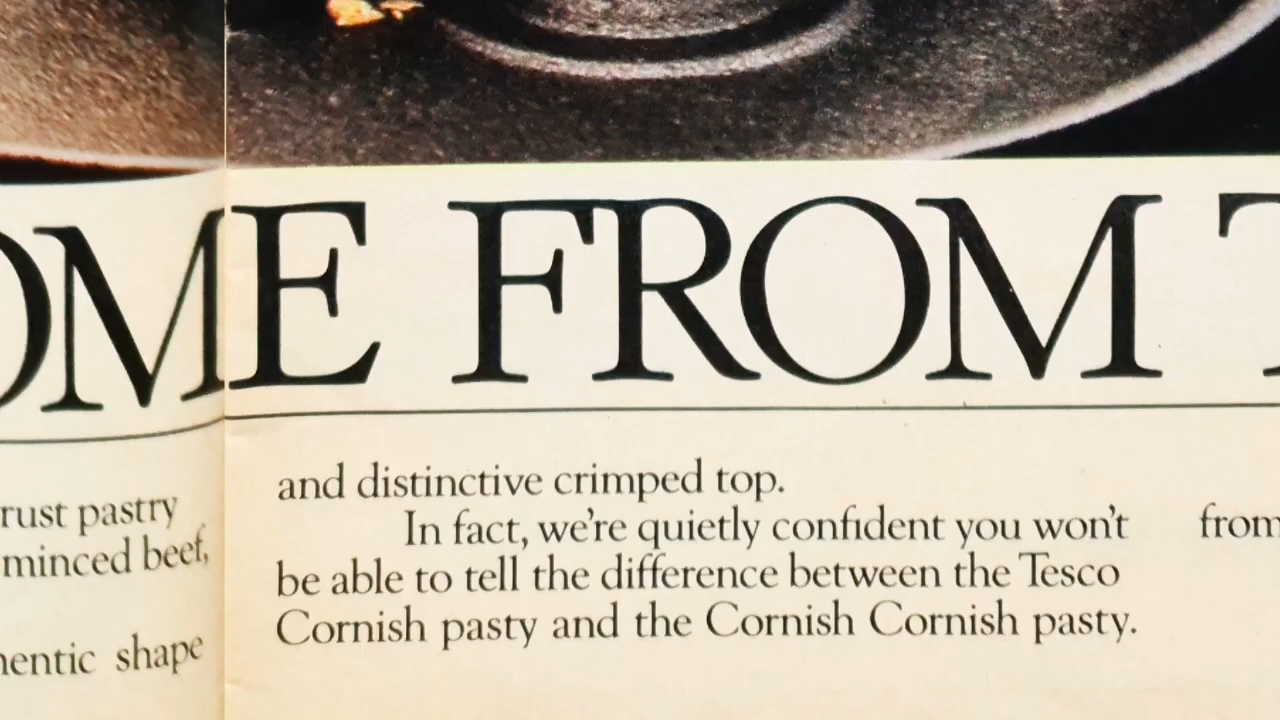 OME FROM T
rust pastry
minced beef,
hentic shape
and distinctive crimped top.
In fact, we're quietly confident you won't
be able to tell the difference between the Tesco
Cornish pasty and the Cornish Cornish pasty.
from